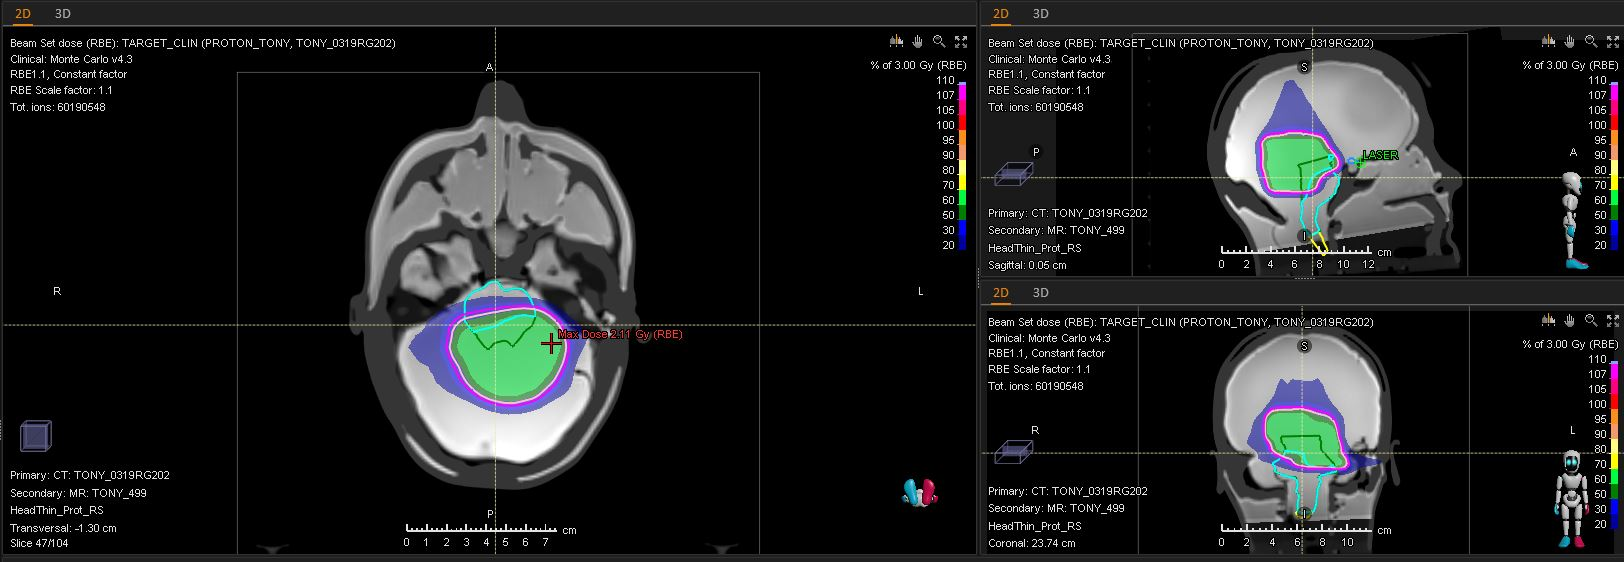 2D 3D
Beam Set dose (RBE): TARGET_CLIN (PROTON_TONY, TONY_0319RG202)
Clinical: Monte Carlo v4.3
RBE1.1, Constant factor
RBE Scale factor: 1.1
Tot. ions: 60190548
% of 3.00 Gy (RBE)
110
107
105
100
95
90
80
70
60
50
30
20
A
R
L
Max Dose 2.11 Gy (RBE)
P
Primary: CT: TONY_0319RG202
Secondary: MR: TONY_499
HeadThin_Prot_RS
Transversal: -1.30 cm
Slice 47/104
0 1 2 3 4 5 6 7 cm
2D 3D
Beam Set dose (RBE): TARGET_CLIN (PROTON_TONY, TONY_0319RG202)
Clinical: Monte Carlo v4.3
RBE1.1, Constant factor
RBE Scale factor: 1.1
Tot. ions: 60190548
% of 3.00 Gy (RBE)
110
107
105
100
95
90
80
70
60
50
30
20
S
P
A
LASER
I
Primary: CT: TONY_0319RG202
Secondary: MR: TONY_499
HeadThin_Prot_RS
Sagittal: 0.05 cm
0 2 4 6 8 10 12 cm
2D 3D
Beam Set dose (RBE): TARGET_CLIN (PROTON_TONY, TONY_0319RG202)
Clinical: Monte Carlo v4.3
RBE1.1, Constant factor
RBE Scale factor: 1.1
Tot. ions: 60190548
% of 3.00 Gy (RBE)
110
107
105
100
95
90
80
70
60
50
30
20
S
R
L
I
Primary: CT: TONY_0319RG202
Secondary: MR: TONY_499
HeadThin_Prot_RS
Coronal: 23.74 cm
0 2 4 6 8 10 cm